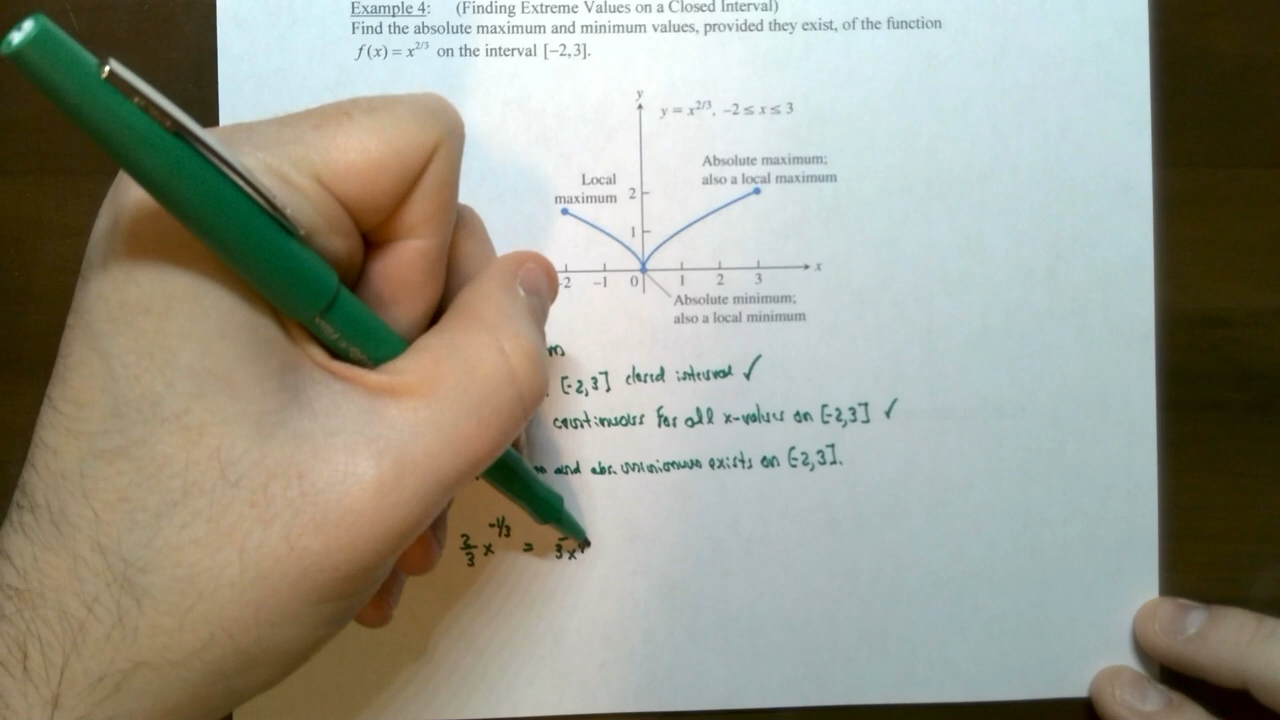 Example 4: (Finding Extreme Values on a Closed Interval)
Find the absolute maximum and minimum values, provided they exist, of the function
f(x) = x^{2/3} on the interval [−2,3].
y
y = x^{2/3}, −2 ≤ x ≤ 3
Absolute maximum;
also a local maximum
Local
maximum
2
1
-2 −1 0 1 2 3 x
Absolute minimum;
also a local minimum
m
[-2,3] closed interval ✓
continuous for all x-values on [-2,3] ✓
and abs. minimum exists on [-2,3].
2/3 x^{-1/3} = 3x